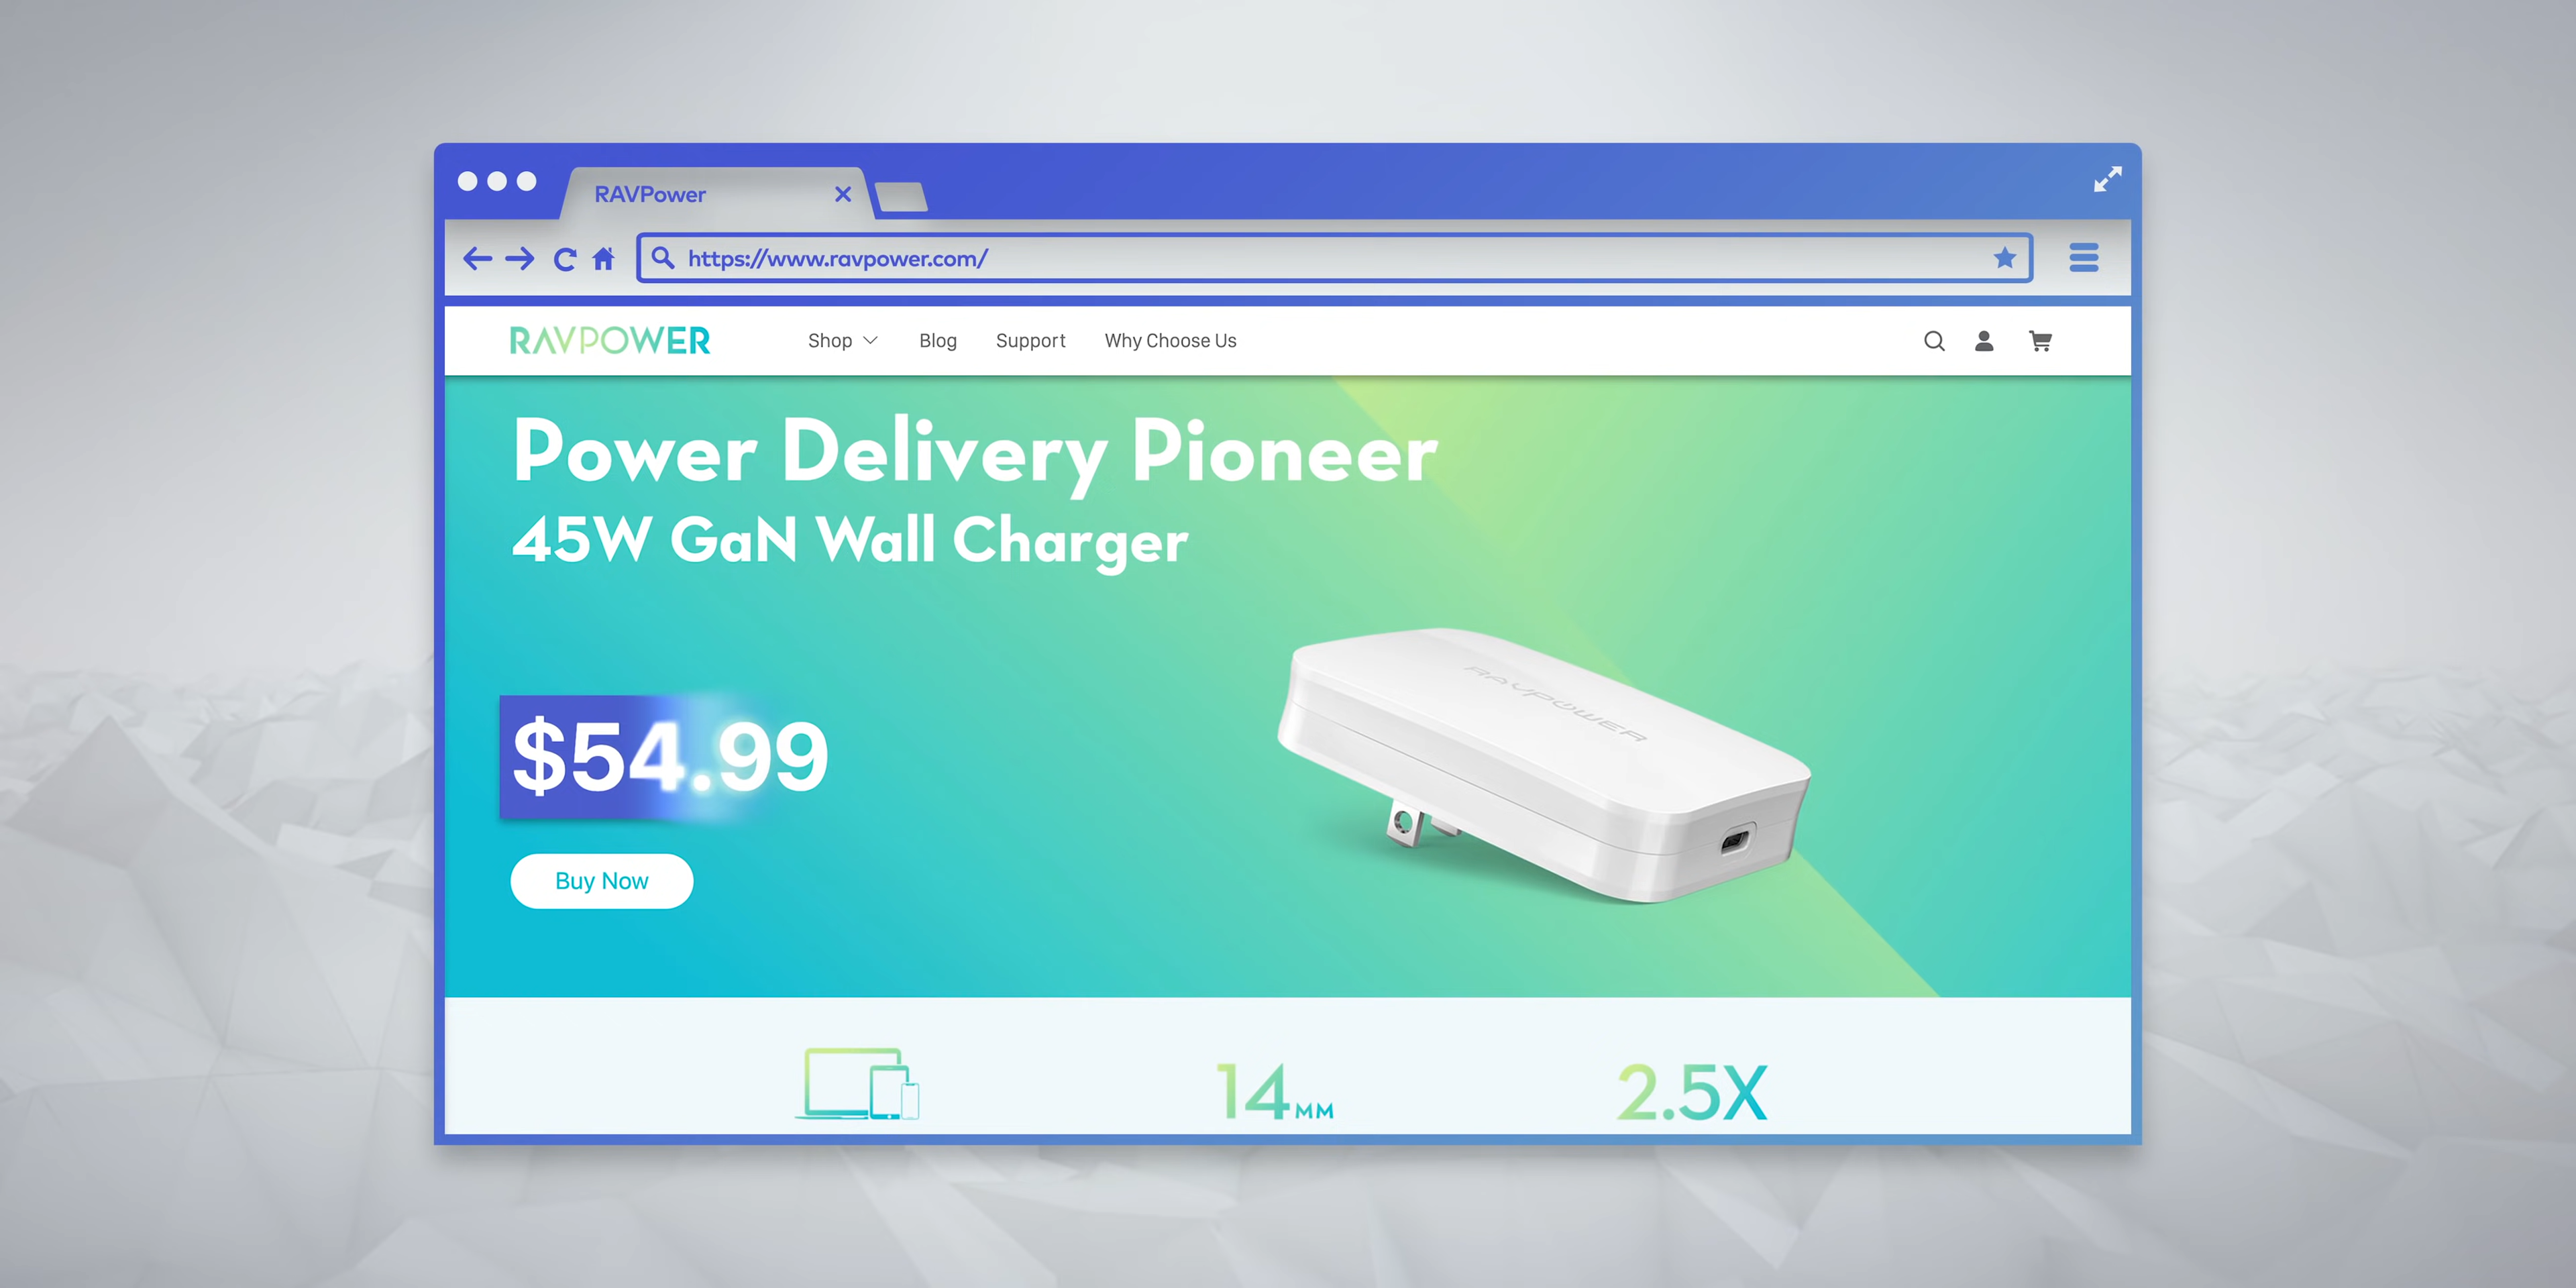 RAVPower
https://www.ravpower.com/
RAVPOWER Shop Blog Support Why Choose Us
Power Delivery Pioneer
45W GaN Wall Charger
RAVPOWER
$54.99
Buy Now
14MM 2.5X